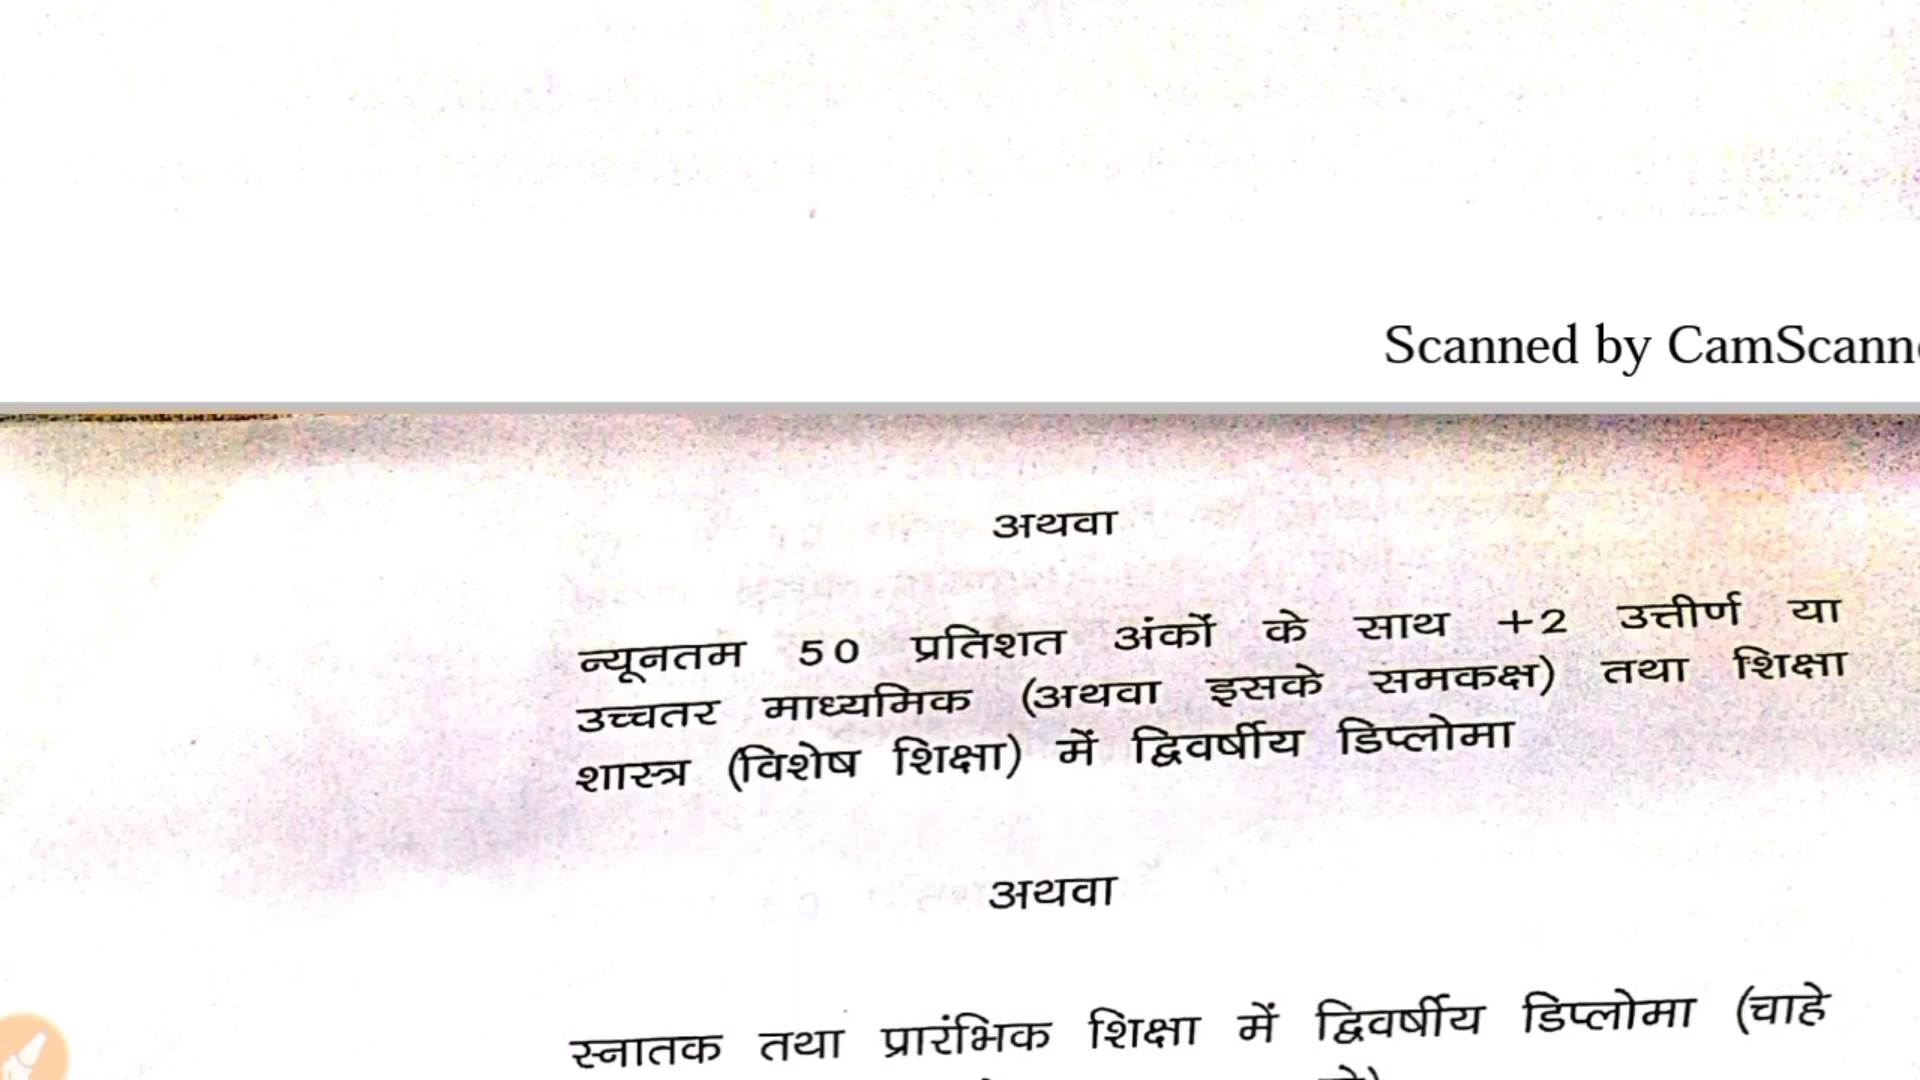 Scanned by CamScann
अथवा
न्यूनतम 50 प्रतिशत अंकों के साथ +2 उत्तीर्ण या
उच्चतर माध्यमिक (अथवा इसके समकक्ष) तथा शिक्षा
शास्त्र (विशेष शिक्षा) में द्विवर्षीय डिप्लोमा
अथवा
स्नातक तथा प्रारंभिक शिक्षा में द्विवर्षीय डिप्लोमा (चाहे